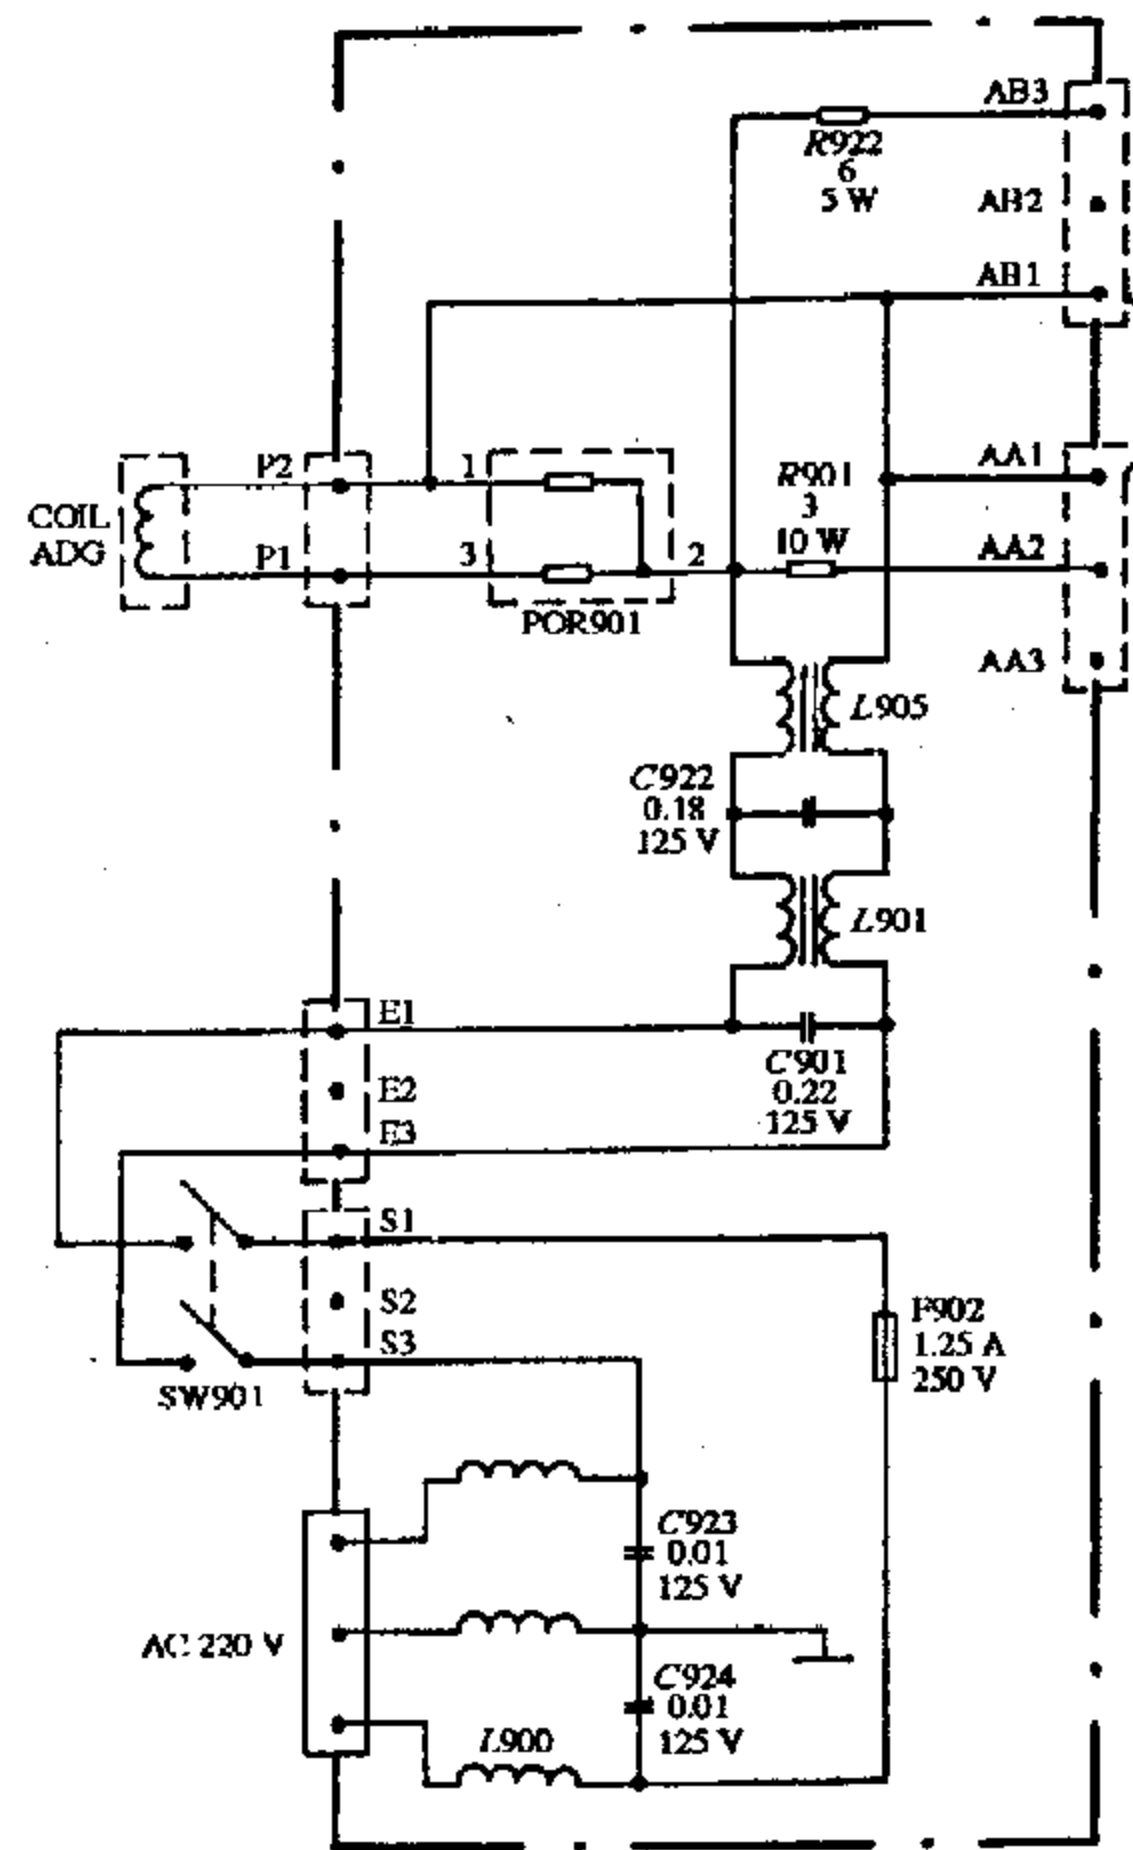 AB3
R922
6
5 W
AB2
AB1
P2
1
R901
3
10 W
AA1
COIL
ADG
P1
3
2
AA2
POR901
AA3
L905
C922
0.18
125 V
L901
E1
C901
0.22
125 V
E2
E3
S1
S2
S3
F902
1.25 A
250 V
SW901
C923
0.01
125 V
AC 220 V
C924
0.01
125 V
L900